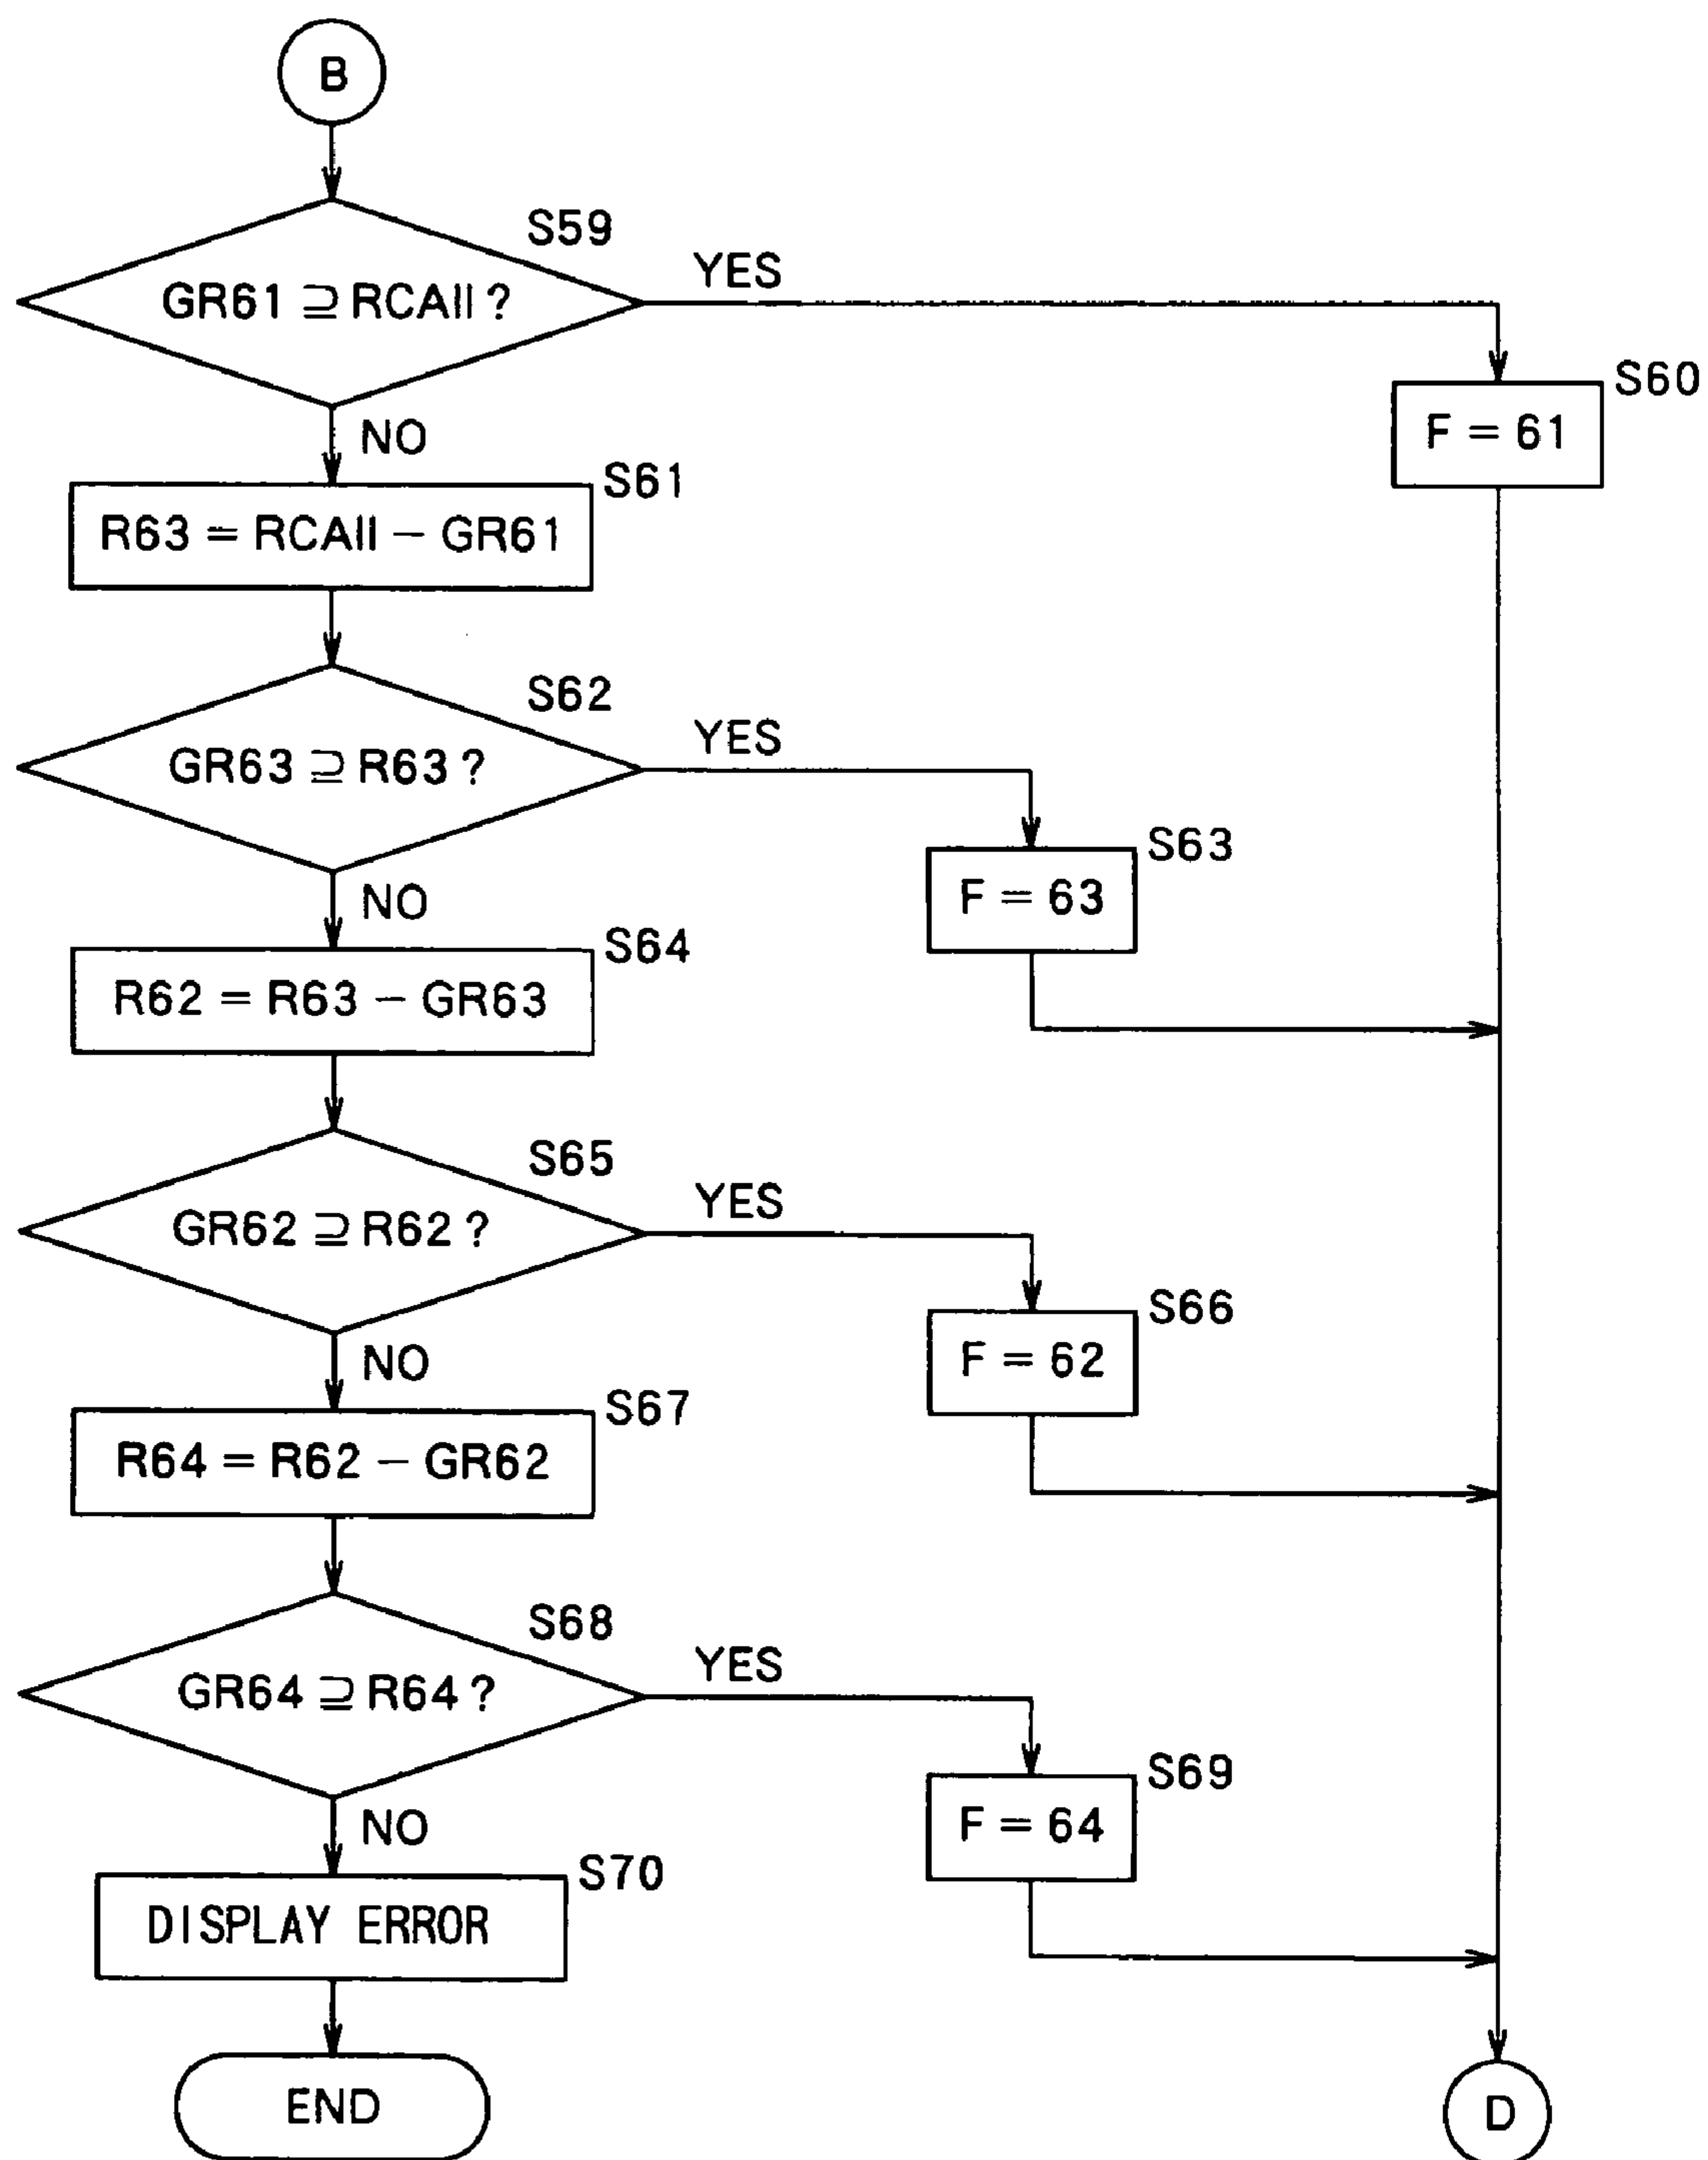 B
S59
GR61 ⊇ RCAll ?
YES
S60
F = 61
NO
S61
R63 = RCAll − GR61
S62
GR63 ⊇ R63 ?
YES
S63
F = 63
NO
S64
R62 = R63 − GR63
S65
GR62 ⊇ R62 ?
YES
S66
F = 62
NO
S67
R64 = R62 − GR62
S68
GR64 ⊇ R64 ?
YES
S69
F = 64
NO
S70
DISPLAY ERROR
END
D